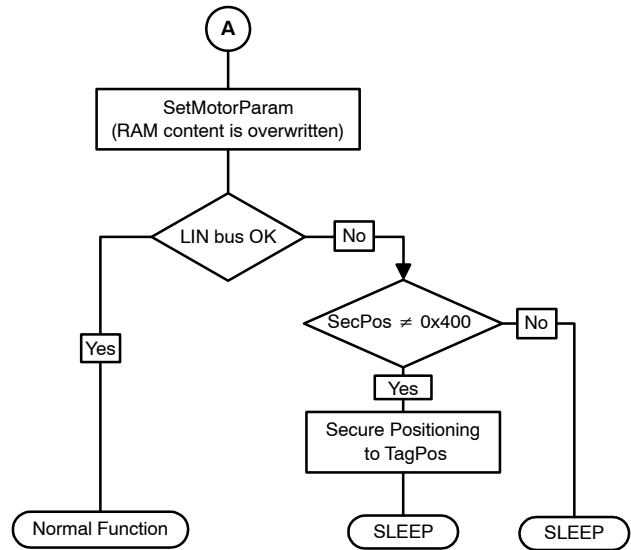 A
SetMotorParam
(RAM content is overwritten)
LIN bus OK
No
SecPos ≠ 0x400
No
Yes
Yes
Secure Positioning
to TagPos
Normal Function
SLEEP
SLEEP